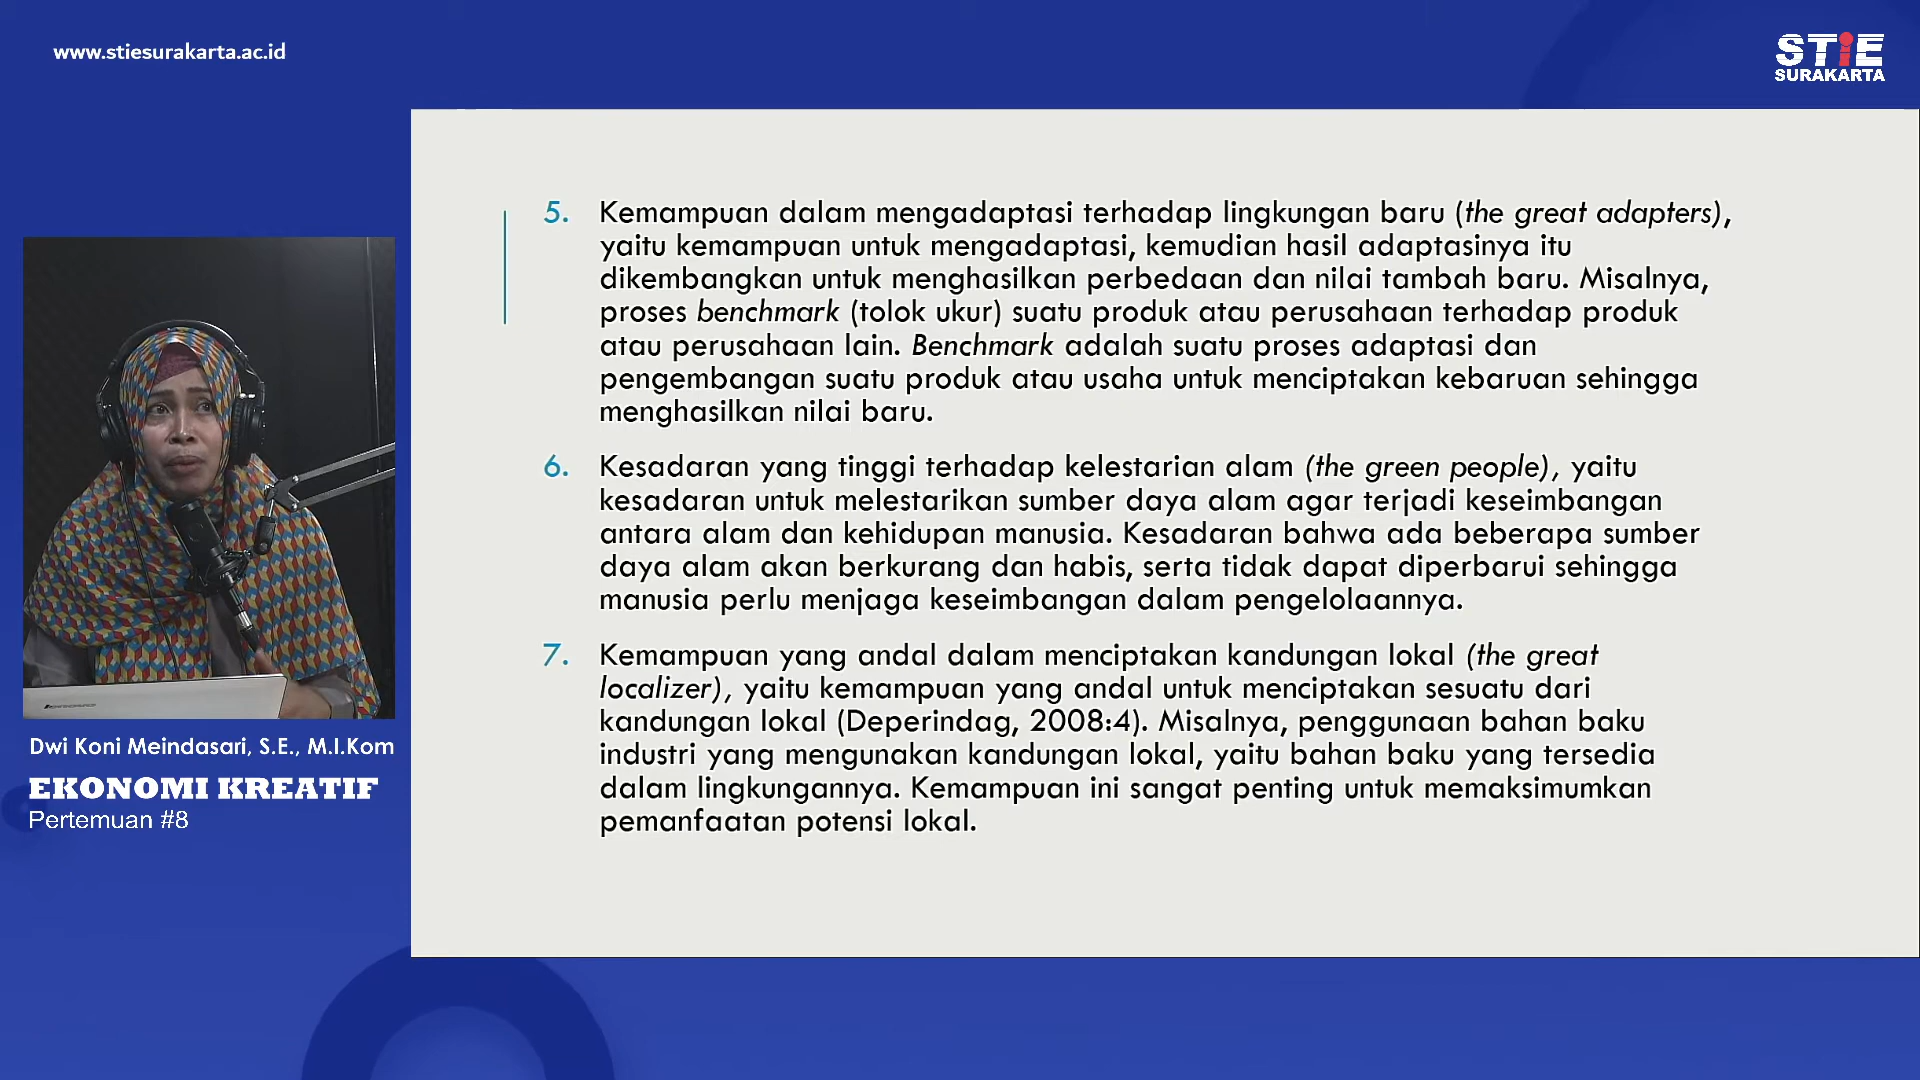 www.stiesurakarta.ac.id
STiE
SURAKARTA
5. Kemampuan dalam mengadaptasi terhadap lingkungan baru (the great adapters),
yaitu kemampuan untuk mengadaptasi, kemudian hasil adaptasinya itu
dikembangkan untuk menghasilkan perbedaan dan nilai tambah baru. Misalnya,
proses benchmark (tolok ukur) suatu produk atau perusahaan terhadap produk
atau perusahaan lain. Benchmark adalah suatu proses adaptasi dan
pengembangan suatu produk atau usaha untuk menciptakan kebaruan sehingga
menghasilkan nilai baru.
6. Kesadaran yang tinggi terhadap kelestarian alam (the green people), yaitu
kesadaran untuk melestarikan sumber daya alam agar terjadi keseimbangan
antara alam dan kehidupan manusia. Kesadaran bahwa ada beberapa sumber
daya alam akan berkurang dan habis, serta tidak dapat diperbarui sehingga
manusia perlu menjaga keseimbangan dalam pengelolaannya.
7. Kemampuan yang andal dalam menciptakan kandungan lokal (the great
localizer), yaitu kemampuan yang andal untuk menciptakan sesuatu dari
kandungan lokal (Deperindag, 2008:4). Misalnya, penggunaan bahan baku
industri yang mengunakan kandungan lokal, yaitu bahan baku yang tersedia
dalam lingkungannya. Kemampuan ini sangat penting untuk memaksimumkan
pemanfaatan potensi lokal.
Dwi Koni Meindasari, S.E., M.I.Kom
EKONOMI KREATIF
Pertemuan #8